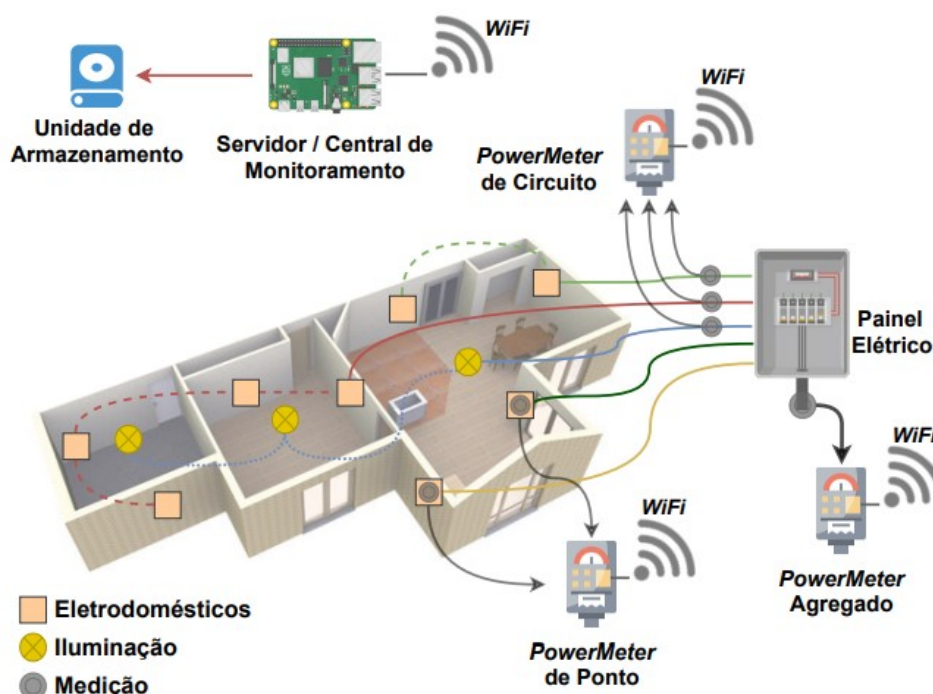 WiFi
WiFi
Unidade de
Armazenamento
Servidor / Central de
Monitoramento
PowerMeter
de Circuito
Painel
Elétrico
WiFi
WiFi
PowerMeter
Agregado
PowerMeter
de Ponto
Eletrodomésticos
Iluminação
Medição